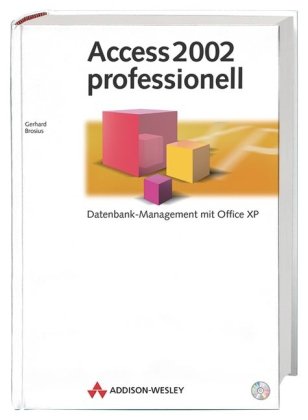 Access 2002
professionell
Gerhard
Brosius
Datenbank-Management mit Office XP
ADDISON-WESLEY